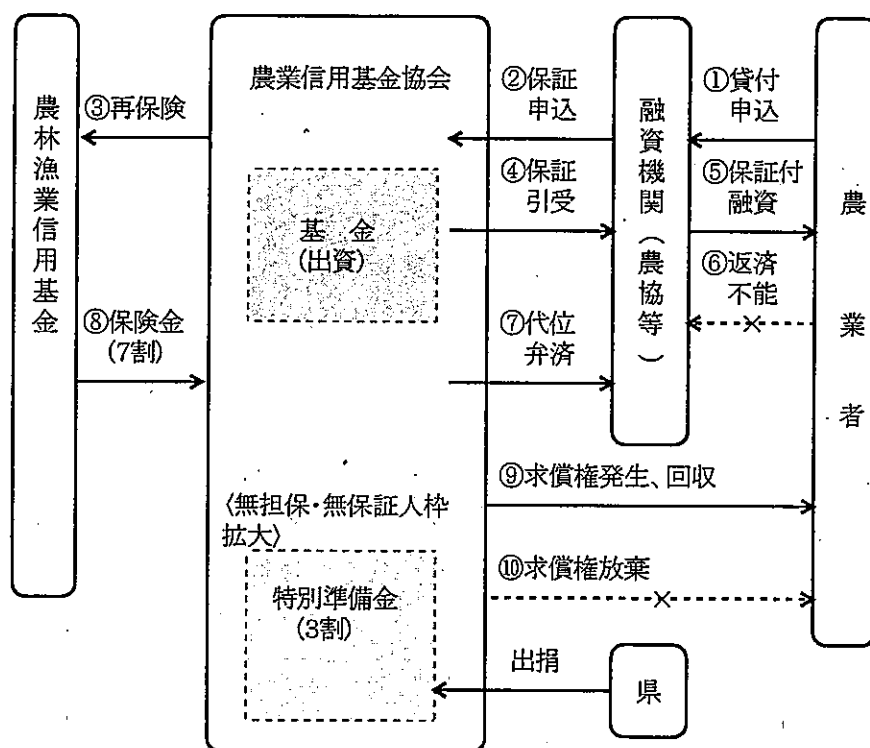 農業信用基金協会
②保証
申込
①貸付
申込
③再保険
農林漁業信用基金
融資機関(農協等)
農業者
④保証
引受
⑤保証付
融資
基 金
(出資)
⑥返済
不能
⑧保険金
(7割)
⑦代位
弁済
⑨求償権発生、回収
〈無担保・無保証人枠
拡大〉
⑩求償権放棄
特別準備金
(3割)
出捐
県